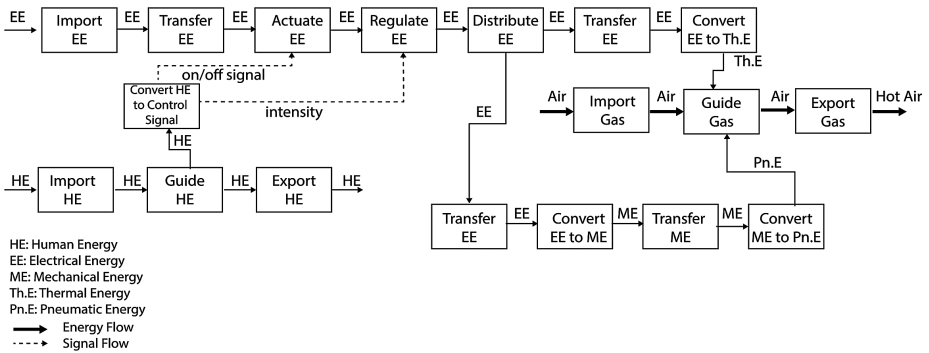 EE
Import
EE
EE
Transfer
EE
EE
Actuate
EE
EE
Regulate
EE
EE
Distribute
EE
EE
Transfer
EE
EE
Convert
EE to Th.E
Th.E
on/off signal
Convert HE
to Control
Signal
intensity
HE
EE
Air
Import
Gas
Air
Guide
Gas
Air
Export
Gas
Hot Air
Pn.E
HE
Import
HE
HE
Guide
HE
HE
Export
HE
HE
Transfer
EE
EE
Convert
EE to ME
ME
Transfer
ME
ME
Convert
ME to Pn.E
HE: Human Energy
EE: Electrical Energy
ME: Mechanical Energy
Th.E: Thermal Energy
Pn.E: Pneumatic Energy
Energy Flow
Signal Flow